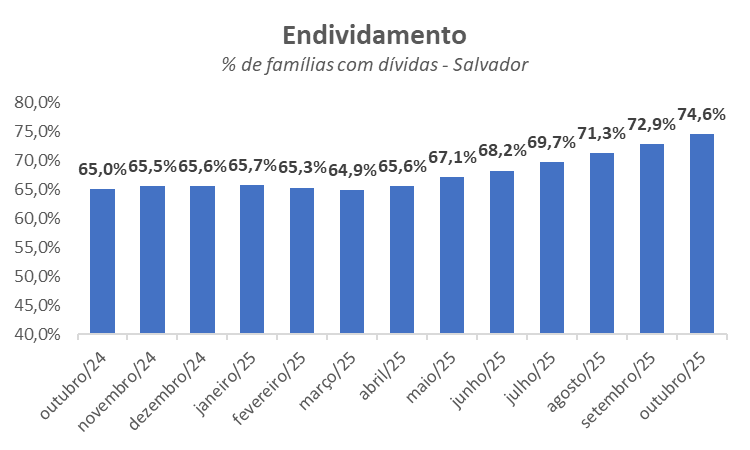 Endividamento
% de famílias com dívidas - Salvador
80,0%
75,0%
70,0%
65,0%
60,0%
55,0%
50,0%
45,0%
40,0%
65,0%
65,5%
65,6%
65,7%
65,3%
64,9%
65,6%
67,1%
68,2%
69,7%
71,3%
72,9%
74,6%
outubro/24
novembro/24
dezembro/24
janeiro/25
fevereiro/25
março/25
abril/25
maio/25
junho/25
julho/25
agosto/25
setembro/25
outubro/25